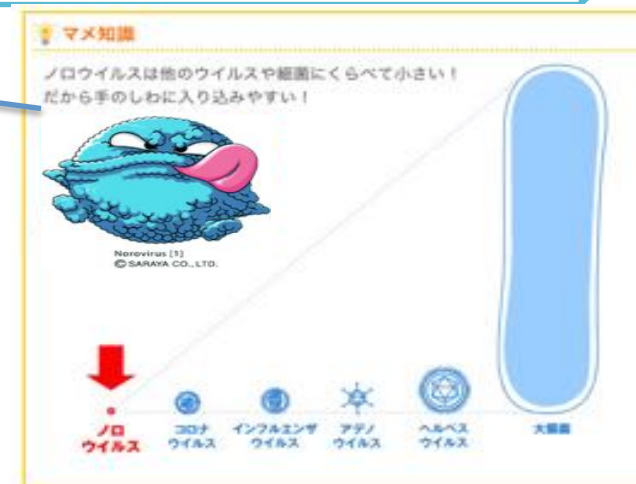 マメ知識
ノロウイルスは他のウイルスや細菌にくらべて小さい！
だから手のしわに入り込みやすい！
Norovirus [1]
© SARAYA CO., LTD.
ノロ
ウイルス
コロナ
ウイルス
インフルエンザ
ウイルス
アデノ
ウイルス
ヘルペス
ウイルス
大腸菌